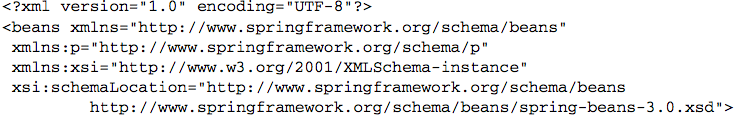 <?xml version="1.0" encoding="UTF-8"?>
<beans xmlns="http://www.springframework.org/schema/beans"
xmlns:p="http://www.springframework.org/schema/p"
xmlns:xsi="http://www.w3.org/2001/XMLSchema-instance"
xsi:schemaLocation="http://www.springframework.org/schema/beans
http://www.springframework.org/schema/beans/spring-beans-3.0.xsd">